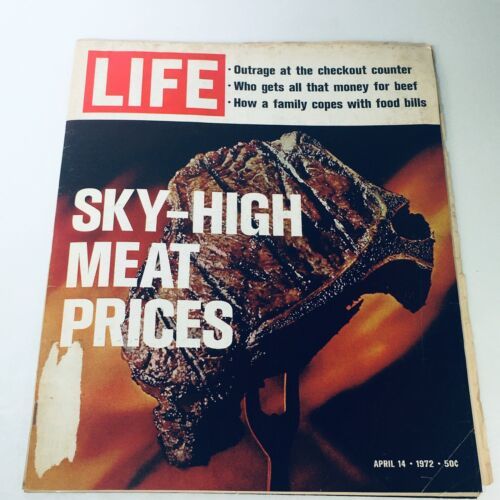 LIFE
· Outrage at the checkout counter
· Who gets all that money for beef
· How a family copes with food bills
SKY-HIGH
MEAT
PRICES
APRIL 14 · 1972 · 50¢